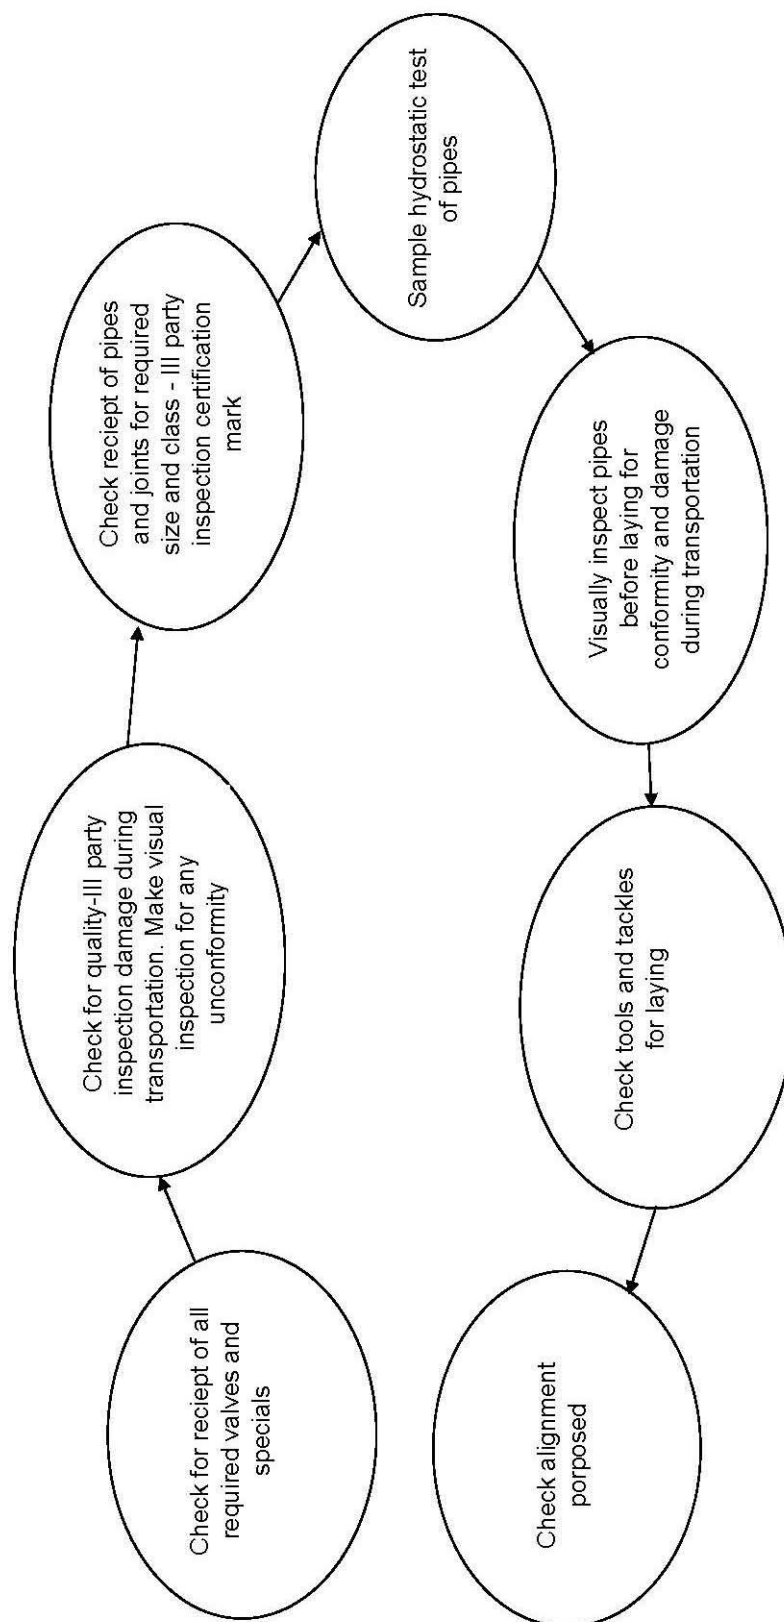 Check for reciept of all
required valves and
specials
Check for quality-III party
inspection damage during
transportation. Make visual
inspection for any
unconformity
Check reciept of pipes
and joints for required
size and class - III party
inspection certification
mark
Sample hydrostatic test
of pipes
Visually inspect pipes
before laying for
conformity and damage
during transportation
Check tools and tackles
for laying
Check alignment
porposed